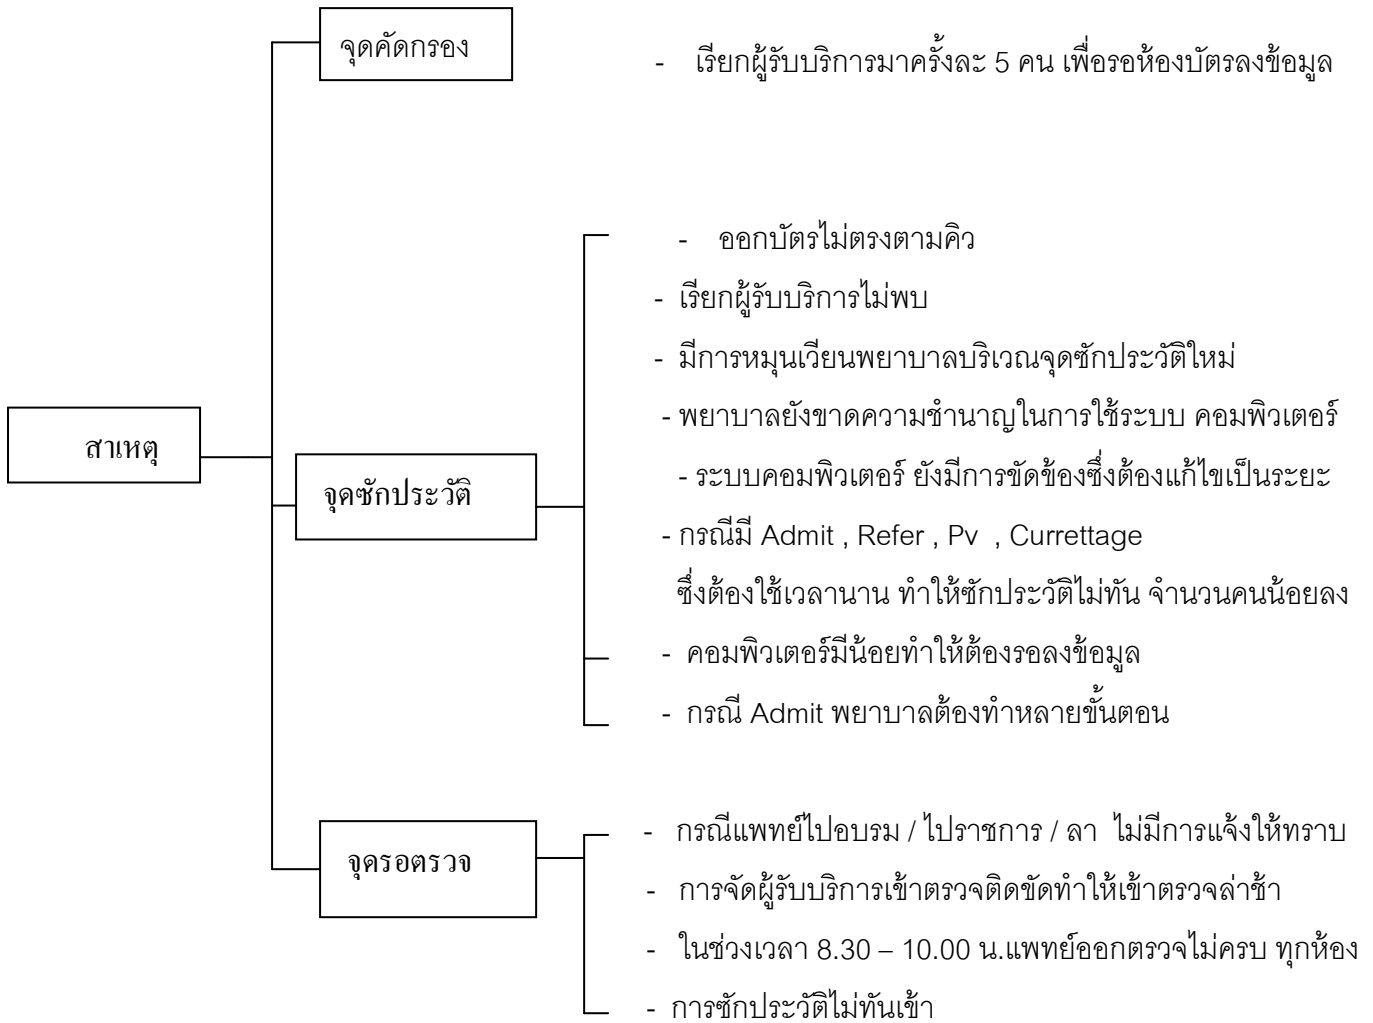 จุดคัดกรอง
- เรียกผู้รับบริการมาครั้งละ 5 คน เพื่อรอห้องบัตรลงข้อมูล
สาเหตุ
จุดซักประวัติ
- ออกบัตรไม่ตรงตามคิว
- เรียกผู้รับบริการไม่พบ
- มีการหมุนเวียนพยาบาลบริเวณจุดซักประวัติใหม่
- พยาบาลยังขาดความชำนาญในการใช้ระบบ คอมพิวเตอร์
- ระบบคอมพิวเตอร์ ยังมีการขัดข้องซึ่งต้องแก้ไขเป็นระยะ
- กรณีมี Admit , Refer , Pv , Currettage
ซึ่งต้องใช้เวลานาน ทำให้ซักประวัติไม่ทัน จำนวนคนน้อยลง
- คอมพิวเตอร์มีน้อยทำให้ต้องรอลงข้อมูล
- กรณี Admit พยาบาลต้องทำหลายขั้นตอน
จุดรอตรวจ
- กรณีแพทย์ไปอบรม / ไปราชการ / ลา ไม่มีการแจ้งให้ทราบ
- การจัดผู้รับบริการเข้าตรวจติดขัดทำให้เข้าตรวจล่าช้า
- ในช่วงเวลา 8.30 – 10.00 น.แพทย์ออกตรวจไม่ครบ ทุกห้อง
- การซักประวัติไม่ทันเข้า